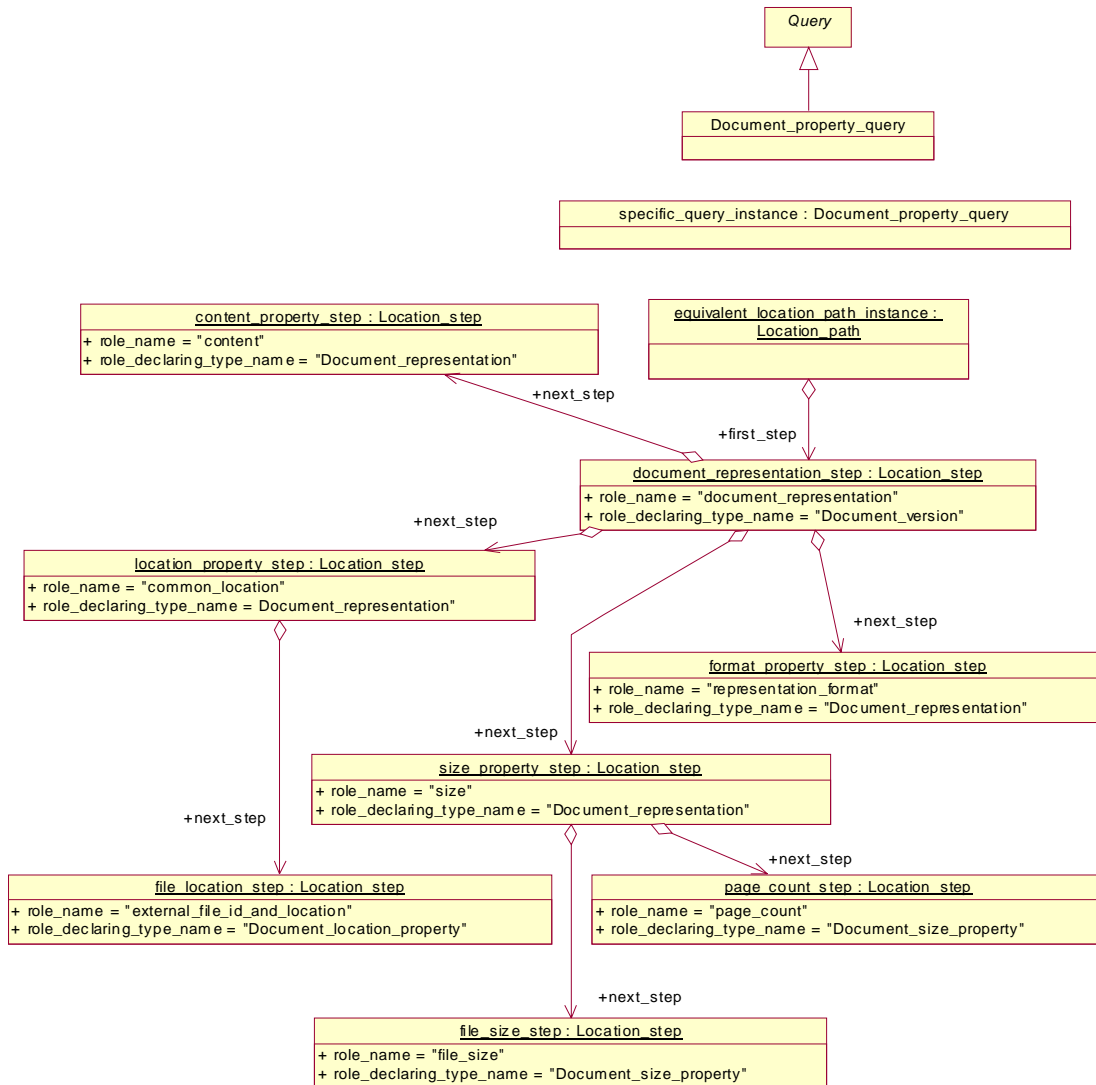 Query
Document_property_query
specific_query_instance : Document_property_query
content_property_step : Location_step
+ role_name = "content"
+ role_declaring_type_name = "Document_representation"
equivalent_location_path_instance :
Location_path
+next_step
+first_step
document_representation_step : Location_step
+ role_name = "document_representation"
+ role_declaring_type_name = "Document_version"
+next_step
location_property_step : Location_step
+ role_name = "common_location"
+ role_declaring_type_name = Document_representation"
+next_step
format_property_step : Location_step
+ role_name = "representation_format"
+ role_declaring_type_name = "Document_representation"
+next_step
size_property_step : Location_step
+ role_name = "size"
+ role_declaring_type_name = "Document_representation"
+next_step
+next_step
file_location_step : Location_step
+ role_name = "external_file_id_and_location"
+ role_declaring_type_name = "Document_location_property"
page_count_step : Location_step
+ role_name = "page_count"
+ role_declaring_type_name = "Document_size_property"
+next_step
file_size_step : Location_step
+ role_name = "file_size"
+ role_declaring_type_name = "Document_size_property"